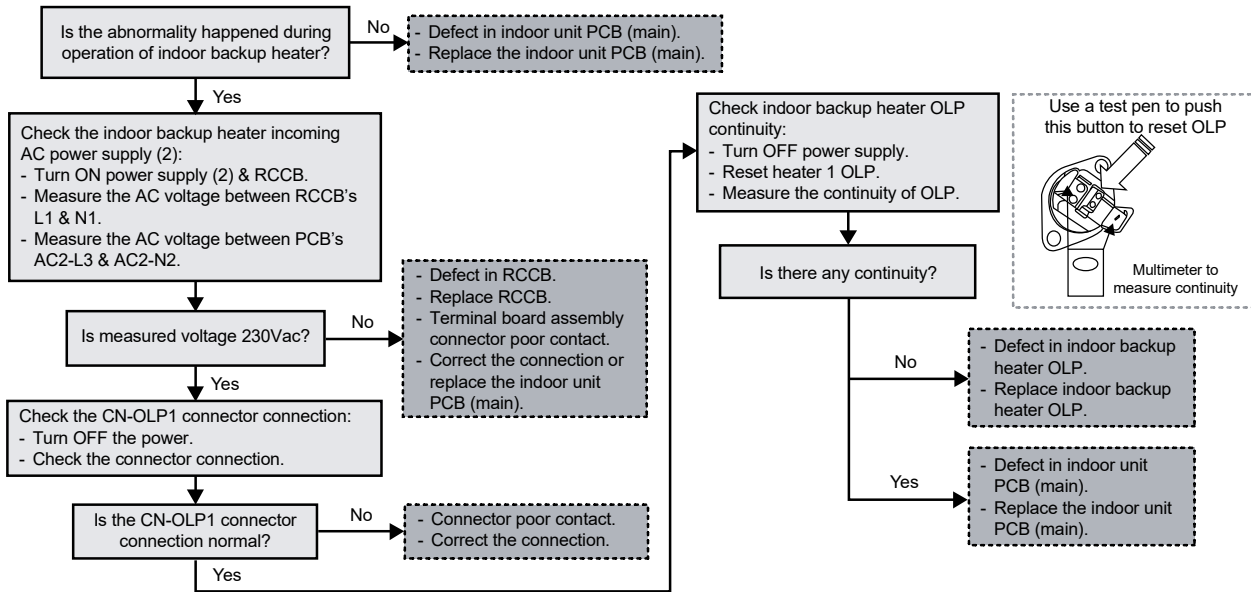 Is the abnormality happened during
operation of indoor backup heater?
No
- Defect in indoor unit PCB (main).
- Replace the indoor unit PCB (main).
Yes
Check the indoor backup heater incoming
AC power supply (2):
- Turn ON power supply (2) & RCCB.
- Measure the AC voltage between RCCB's
L1 & N1.
- Measure the AC voltage between PCB's
AC2-L3 & AC2-N2.
Is measured voltage 230Vac?
No
- Defect in RCCB.
- Replace RCCB.
- Terminal board assembly
connector poor contact.
- Correct the connection or
replace the indoor unit
PCB (main).
Yes
Check the CN-OLP1 connector connection:
- Turn OFF the power.
- Check the connector connection.
Is the CN-OLP1 connector
connection normal?
No
- Connector poor contact.
- Correct the connection.
Yes
Check indoor backup heater OLP
continuity:
- Turn OFF power supply.
- Reset heater 1 OLP.
- Measure the continuity of OLP.
Is there any continuity?
No
- Defect in indoor backup
heater OLP.
- Replace indoor backup
heater OLP.
Yes
- Defect in indoor unit
PCB (main).
- Replace the indoor unit
PCB (main).
Use a test pen to push
this button to reset OLP
Multimeter to
measure continuity